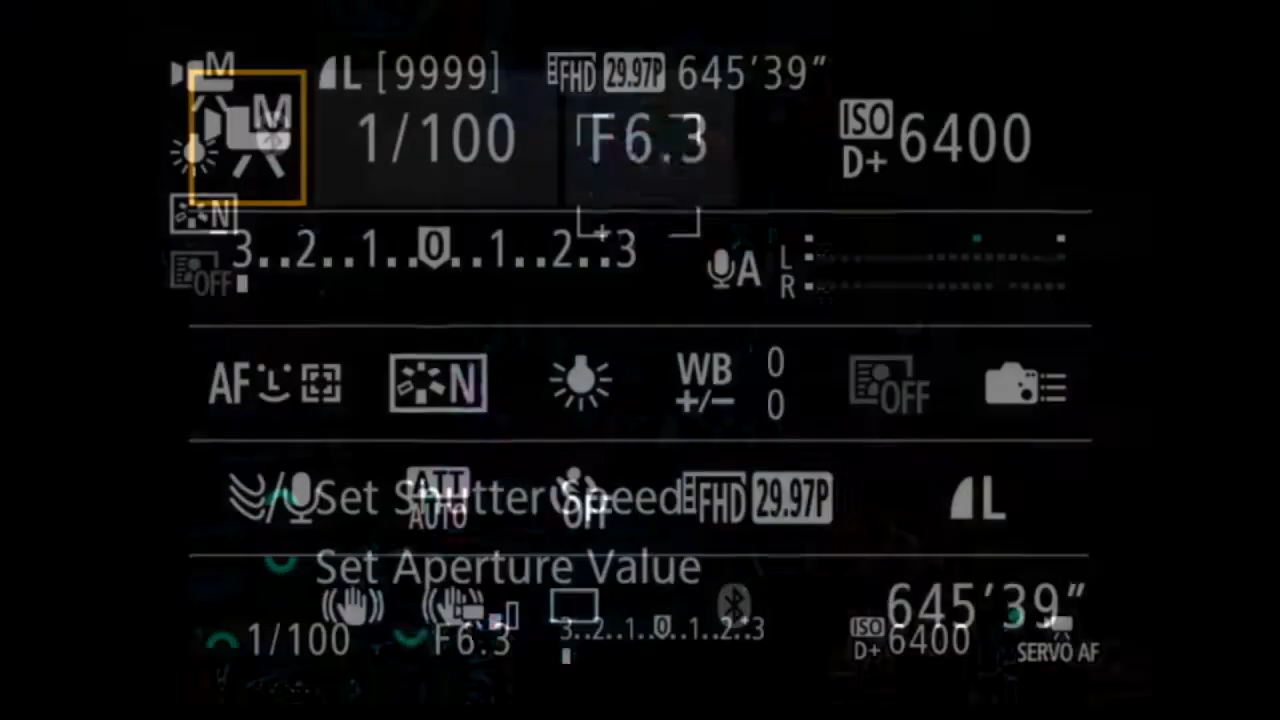 M L [9999] FHD 29.97P 645'39"
M 1/100 F6.3 ISO D+ 6400
N
3..2..1..0..1..2..:3
OFF A L
R
AF N WB +/- 0 0 OFF
Set Shutter Speed FHD 29.97P L
ATT AUTO OFF
Set Aperture Value
645'39"
1/100 F6.3 3..2..1..0..1..2..:3 ISO D+ 6400 SERVO AF